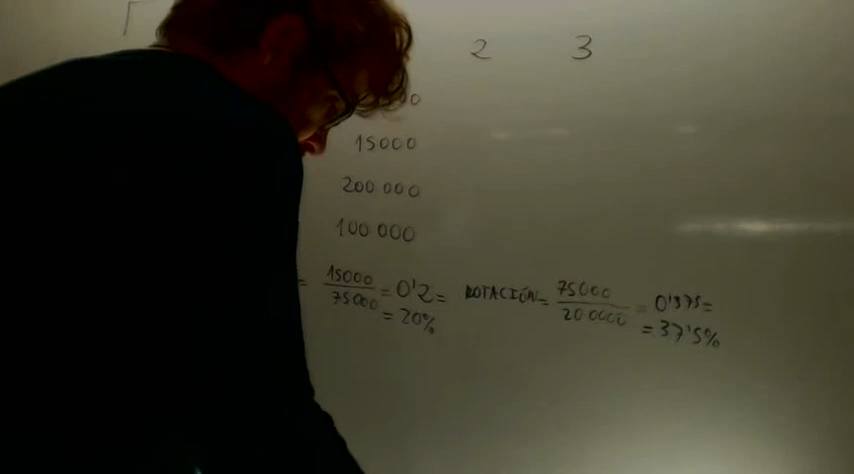 2 3
15000
200.000
100.000
= 15000/75000 = 0'2 = ROTACIÓN = 75000/200000 = 0'375 =
= 20% = 37'5%